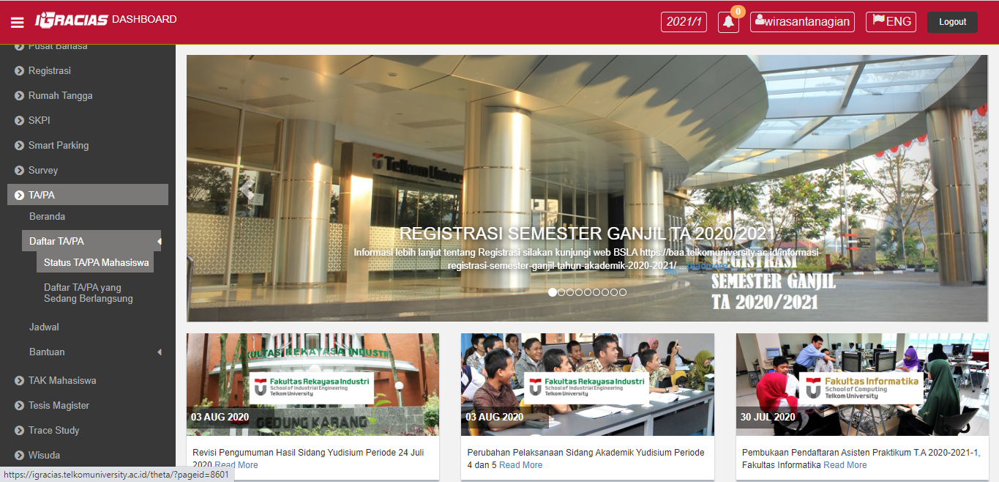 iGRACIAS DASHBOARD
2021/1
0
wirasantanagian
ENG
Logout
Pusat Bahasa
Registrasi
Rumah Tangga
SKPI
Smart Parking
Survey
TA/PA
Beranda
Daftar TA/PA
Status TA/PA Mahasiswa
Daftar TA/PA yang
Sedang Berlangsung
Jadwal
Bantuan
TAK Mahasiswa
Tesis Magister
Trace Study
Wisuda
https://igracias.telkomuniversity.ac.id/theta/?pageid=8601
Telkom Univers
REGISTRASI SEMESTER GANJIL TA 2020/2021
Informasi lebih lanjut tentang Registrasi silakan kunjungi web BSLA https://baa.telkomuniversity.ac.id/informasi-
registrasi-semester-ganjil-tahun-akademik-2020-2021/ ... readmore
REGISTRASI
SEMESTER GANJIL
TA 2020/2021
KULTAS REKAYASA INDUSTRI
Fakultas Rekayasa Industri
School of Industrial Engineering
Telkom University
GEDUNG KARANG
03 AUG 2020
Revisi Pengumuman Hasil Sidang Yudisium Periode 24 Juli
2020 Read More
Fakultas Rekayasa Industri
School of Industrial Engineering
Telkom University
03 AUG 2020
Perubahan Pelaksanaan Sidang Akademik Yudisium Periode
4 dan 5 Read More
Fakultas Informatika
School of Computing
Telkom University
30 JUL 2020
Pembukaan Pendaftaran Asisten Praktikum T.A 2020-2021-1,
Fakultas Informatika Read More